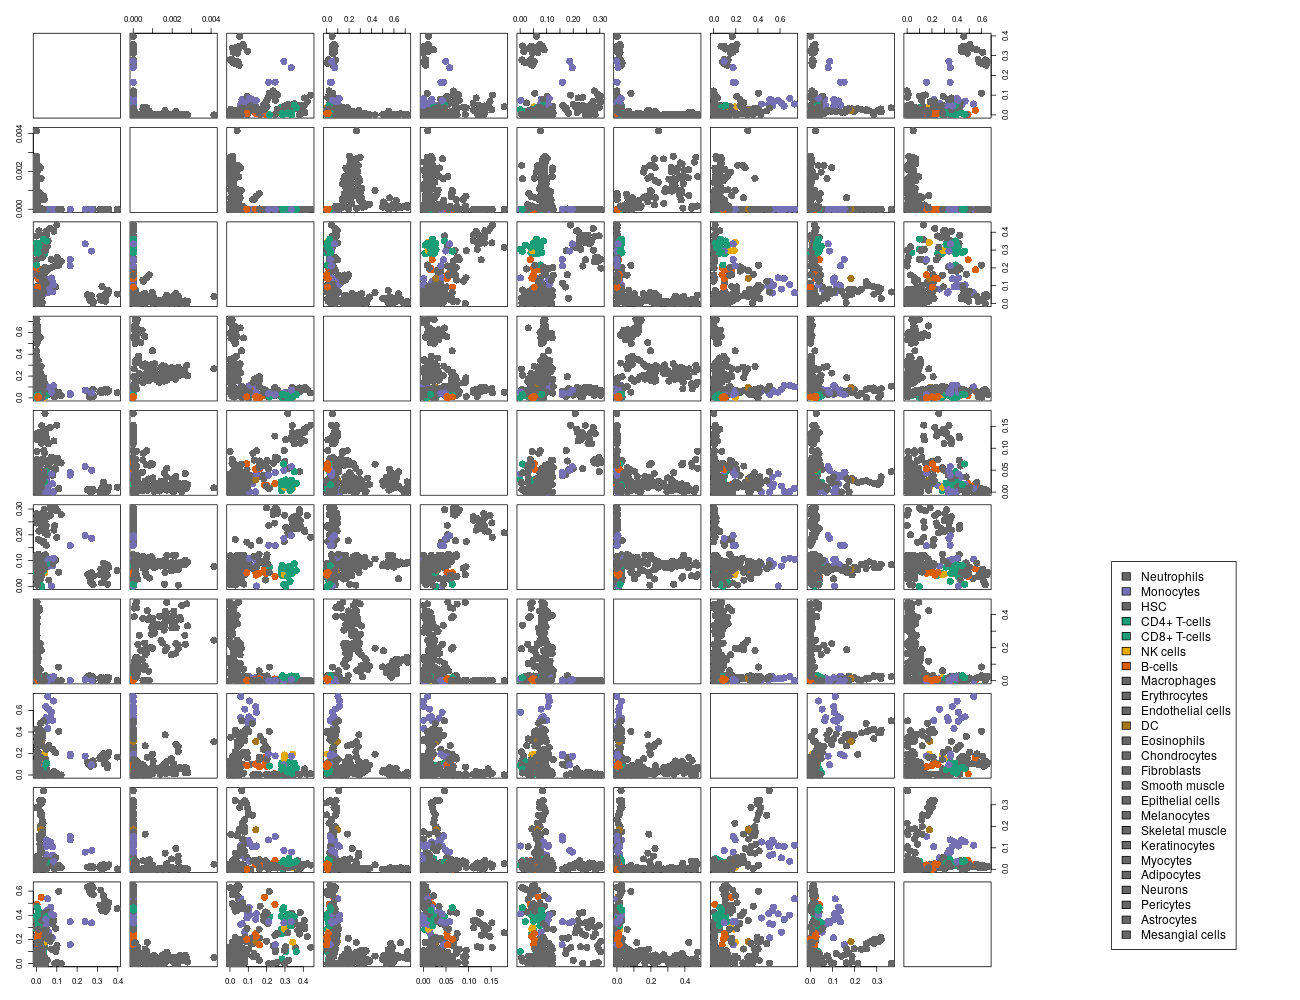 0.000 0.002 0.004 0.2 0.4 0.6 0.00 0.10 0.20 0.30 0.0 0.2 0.4 0.6 0.0 0.2 0.4 0.6
0.0 0.1 0.2 0.3 0.4
0.000 0.002 0.004
0.0 0.1 0.2 0.3 0.4
0.0 0.2 0.4 0.6
0.00 0.05 0.10 0.15
0.00 0.10 0.20 0.30
0.0 0.2 0.4
0.0 0.2 0.4 0.6
0.0 0.1 0.2 0.3
0.0 0.2 0.4 0.6
0.0 0.1 0.2 0.3 0.4 0.0 0.1 0.2 0.3 0.4 0.00 0.05 0.10 0.15 0.0 0.2 0.4 0.0 0.1 0.2 0.3
Neutrophils
Monocytes
HSC
CD4+ T-cells
CD8+ T-cells
NK cells
B-cells
Macrophages
Erythrocytes
Endothelial cells
DC
Eosinophils
Chondrocytes
Fibroblasts
Smooth muscle
Epithelial cells
Melanocytes
Skeletal muscle
Keratinocytes
Myocytes
Adipocytes
Neurons
Pericytes
Astrocytes
Mesangial cells